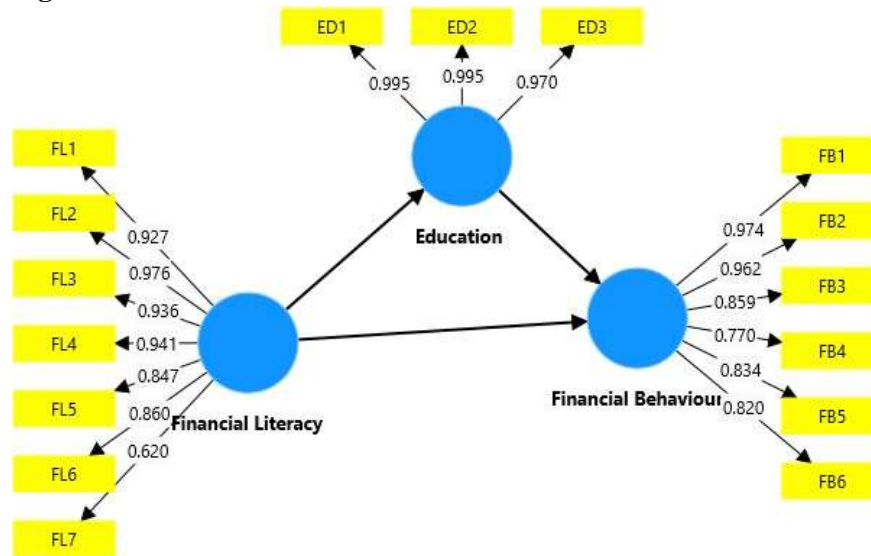 ED1
ED2
ED3
0.995
0.995
0.970
Education
FL1
FL2
FL3
FL4
FL5
FL6
FL7
0.927
0.976
0.936
0.941
0.847
0.860
0.620
Financial Literacy
FB1
FB2
FB3
FB4
FB5
FB6
0.974
0.962
0.859
0.770
0.834
0.820
Financial Behaviour